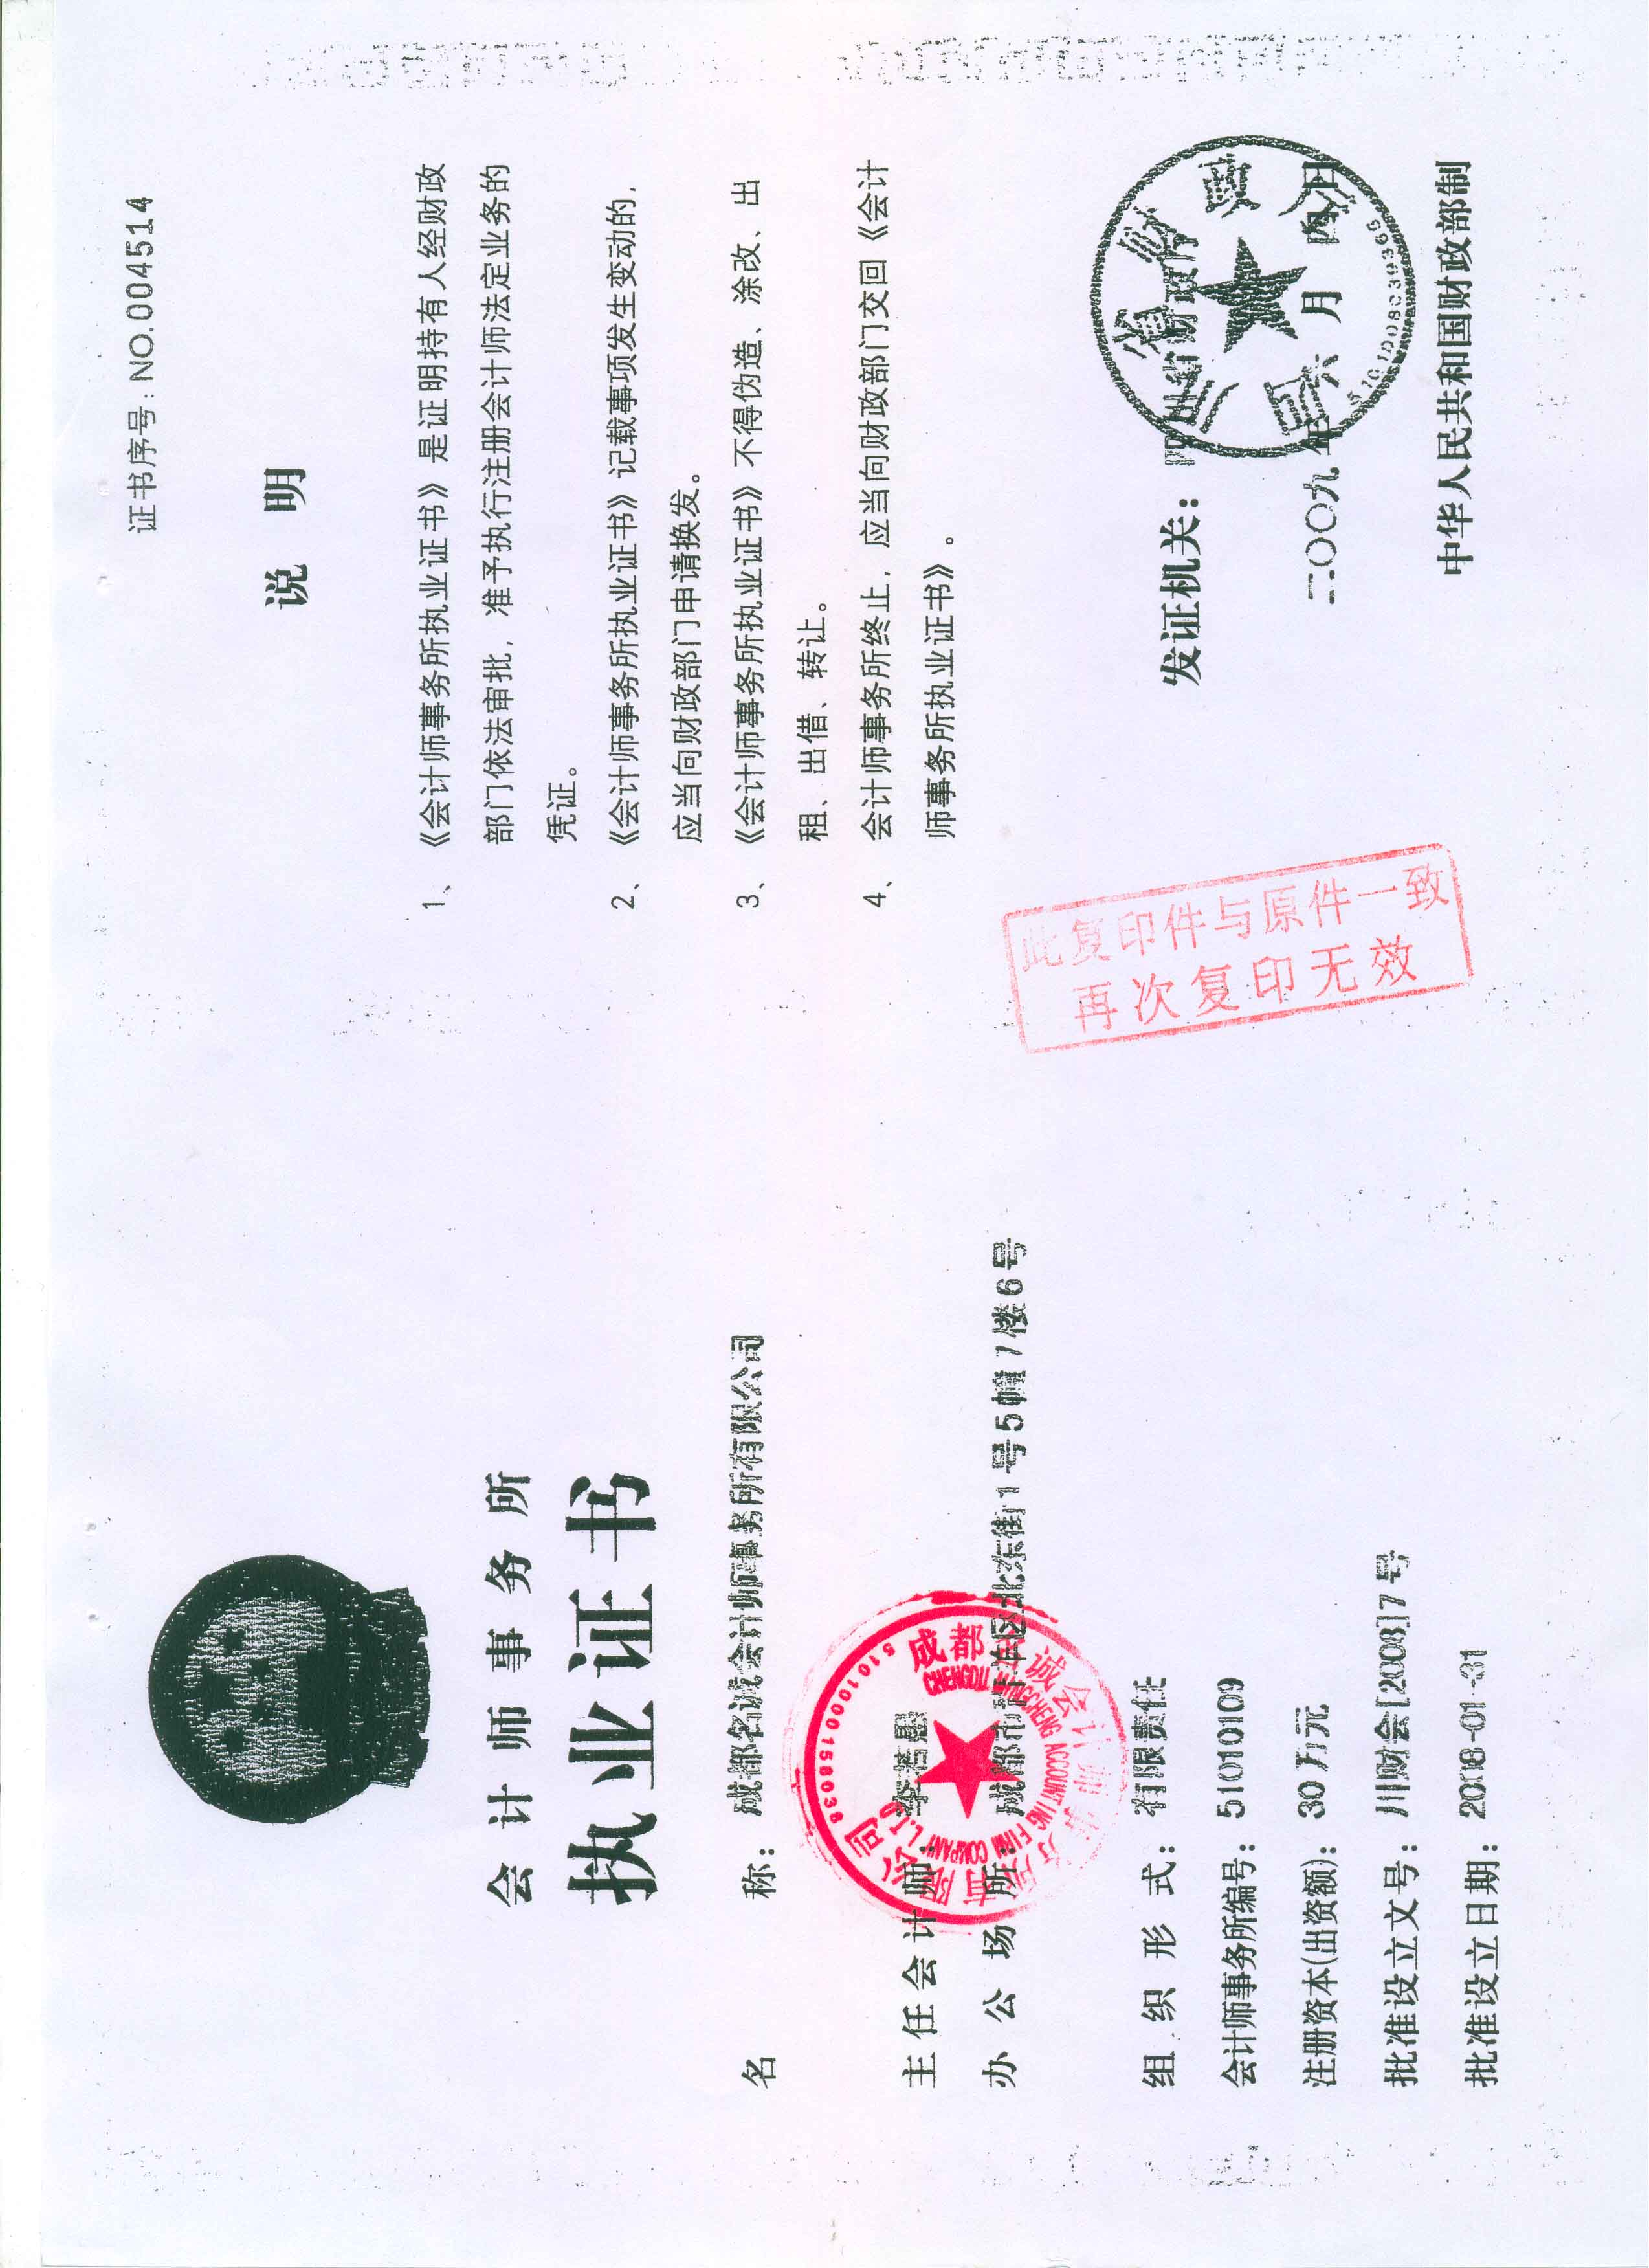 会计师事务所
执业证书
名称：成都名诚会计师事务所有限公司
主任会计师：李若愚
办公场所：成都市青羊区北东街1号5幢7楼6号
组织形式：有限责任
会计师事务所编号：51010109
注册资本(出资额)：30万元
批准设立文号：川财会[2008]7号
批准设立日期：2008-01-31
成都名诚会计师事务所有限公司
CHENGDU MINGCHENG ACCOUNTING FIRM COMPANY LTD
证书序号：NO.004514
说明
1、《会计师事务所执业证书》是证明持有人经财政
部门依法审批，准予执行注册会计师法定业务的
凭证。
2、《会计师事务所执业证书》记载事项发生变动的，
应当向财政部门申请换发。
3、《会计师事务所执业证书》不得伪造、涂改、出
租、出借、转让。
4、会计师事务所终止，应当向财政部门交回《会计
师事务所执业证书》。
此复印件与原件一致
再次复印无效
发证机关：四川省财政厅
二〇〇九年六月
中华人民共和国财政部制